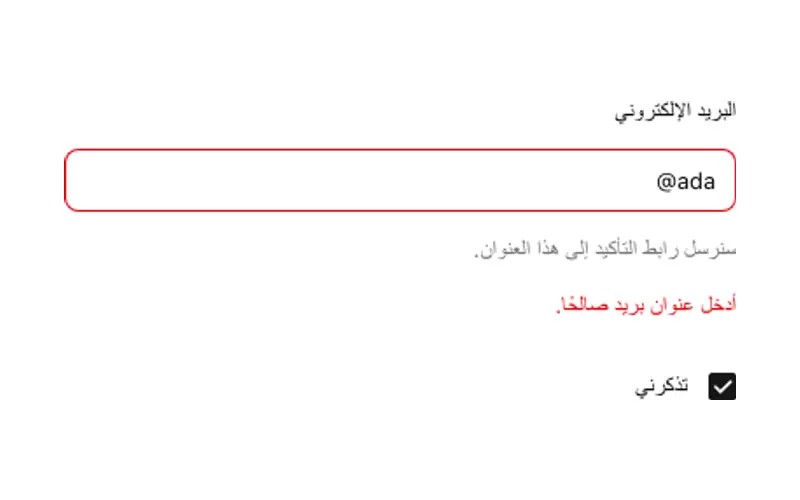 البريد الإلكتروني
@ada
سنرسل رابط التأكيد إلى هذا العنوان.
أدخل عنوان بريد صالحًا.
تذكرني